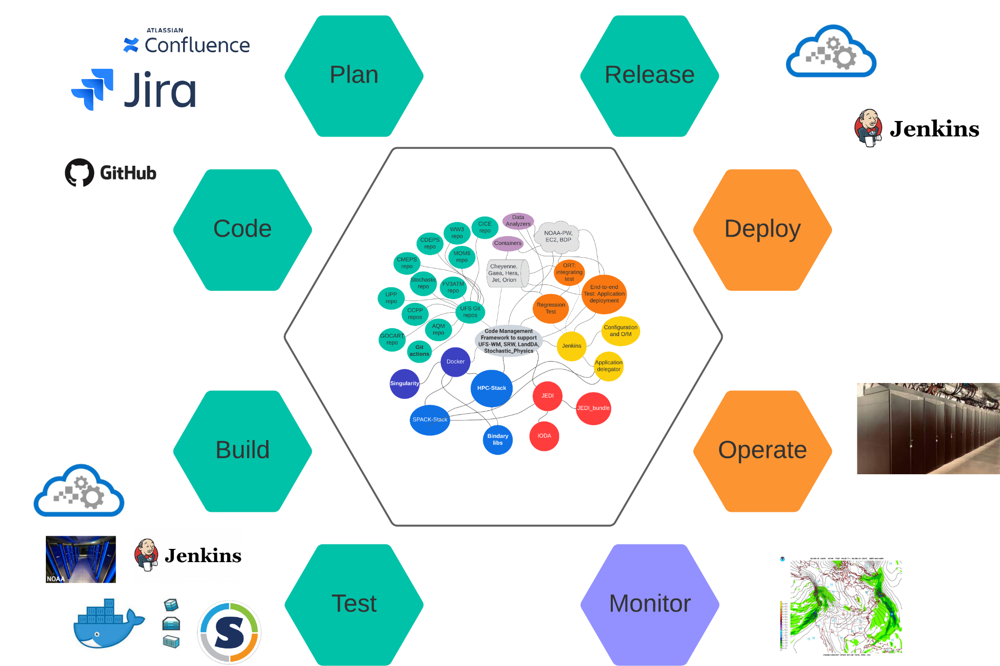 ATLASSIAN
Confluence
Jira
Plan
Release
Jenkins
GitHub
Code
Deploy
Data
Analyzers
CICE
repo
WW3
repo
NOAA-PW,
EC2, BDP
CDEPS
repo
Containers
MOM6
repo
CMEPS
repo
Cheyenne,
Gaea, Hera,
Jet, Orion
ORT:
integrating
test
Stochastic
repo
FV3ATM
repo
End-to-end
Test: Application
deployment
UPP
repo
Regression
Test
CCPP
repos
UFS Git
repos
AQM
repo
Configuration
and O/M
GOCART
repo
Code Management
Framework to support
UFS-WM, SRW, LandDA,
Stochastic_Physics
Git
actions
Jenkins
Docker
Application
delegator
Singularity
HPC-Stack
JEDI
JEDI_bundle
SPACK-Stack
Bindary
libs
IODA
Build
Operate
NOAA
Jenkins
S
Test
Monitor